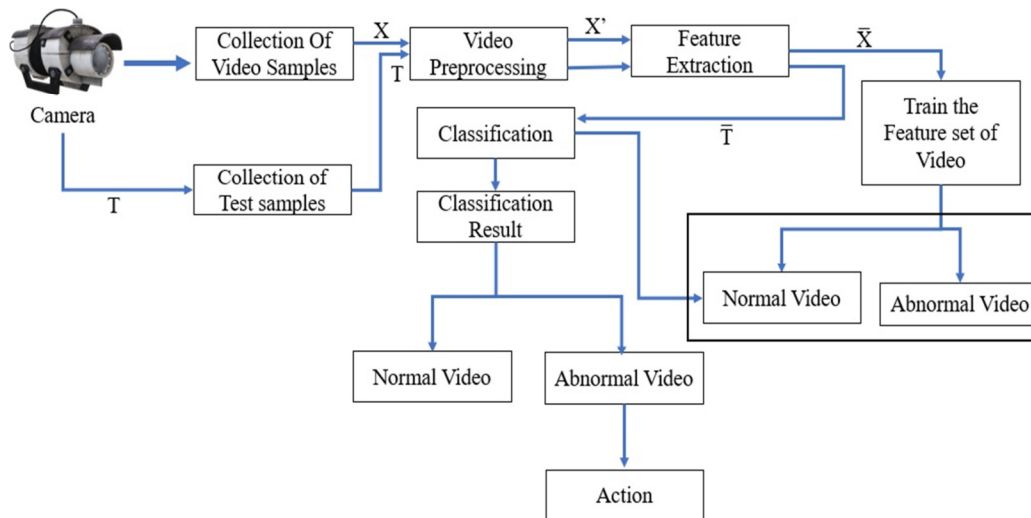 Collection Of
Video Samples
X
T
Video
Preprocessing
X’
Feature
Extraction
X̄
Camera
Train the
Feature set of
Video
Classification
T̄
T
Collection of
Test samples
Classification
Result
Normal Video
Abnormal Video
Normal Video
Abnormal Video
Action